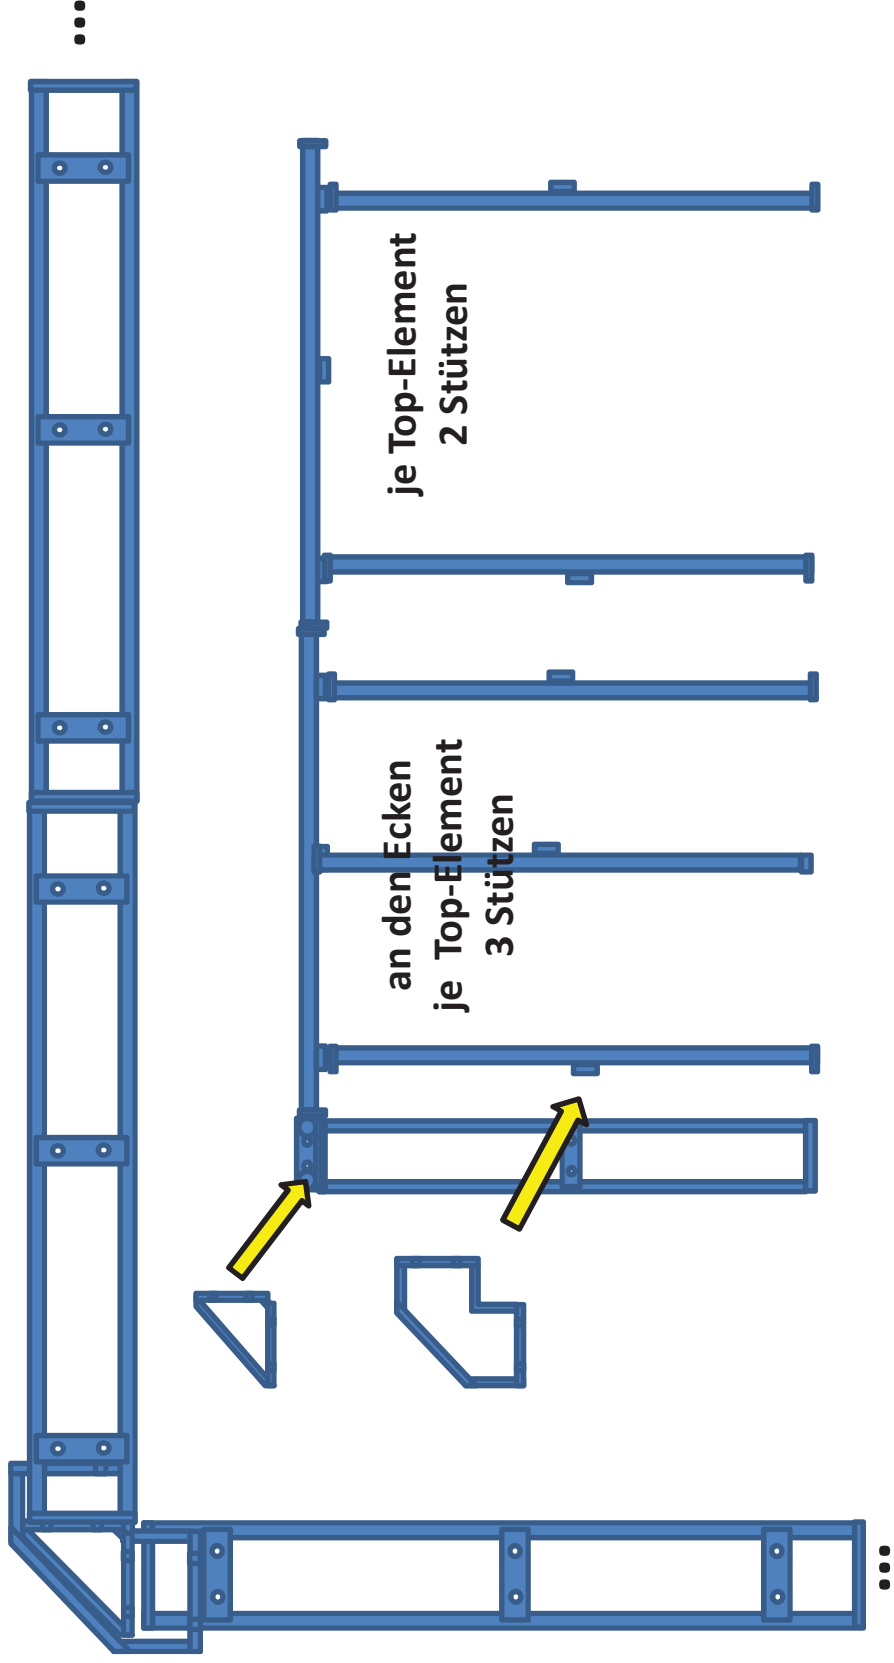 ...
an den Ecken
je Top-Element
3 Stützen
je Top-Element
2 Stützen
...